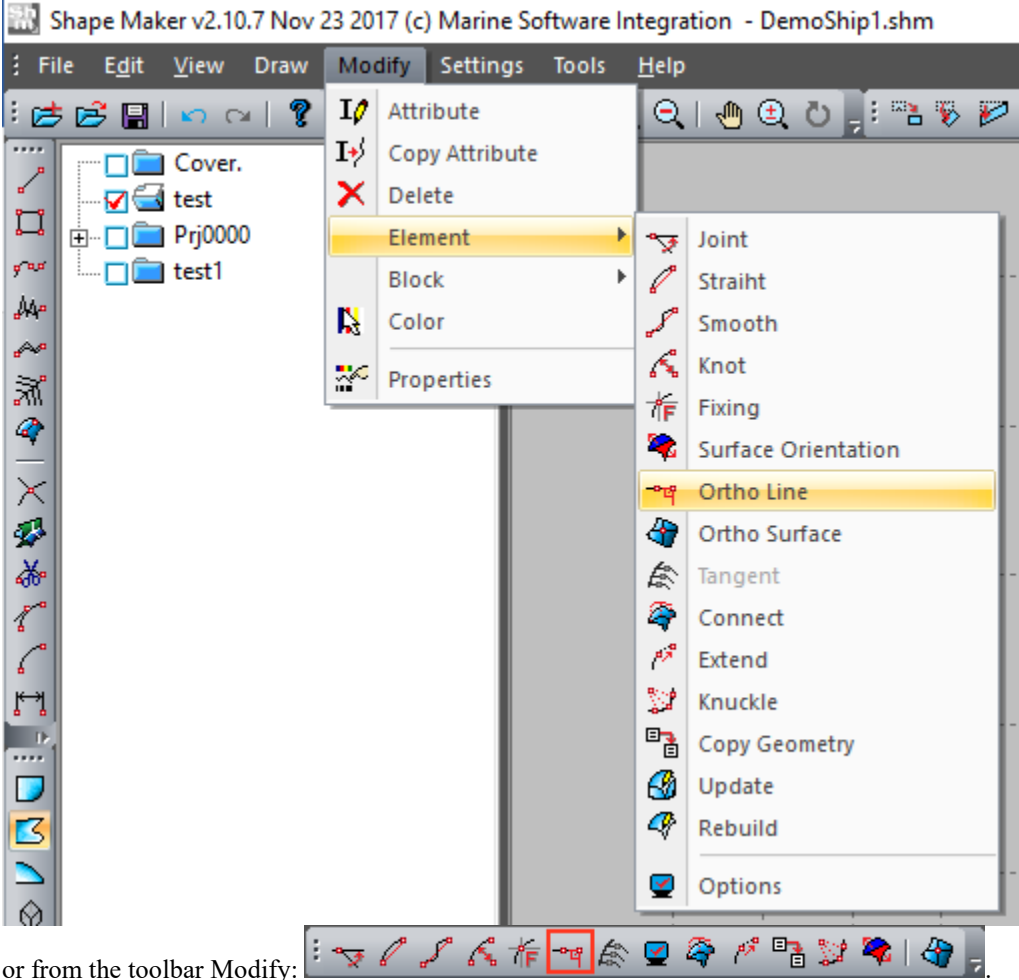 Shape Maker v2.10.7 Nov 23 2017 (c) Marine Software Integration - DemoShip1.shm
File Edit View Draw Modify Settings Tools Help
Attribute
Copy Attribute
Delete
Element
Block
Color
Properties
Cover.
test
Prj0000
test1
Joint
Straiht
Smooth
Knot
Fixing
Surface Orientation
Ortho Line
Ortho Surface
Tangent
Connect
Extend
Knuckle
Copy Geometry
Update
Rebuild
Options
or from the toolbar Modify: .